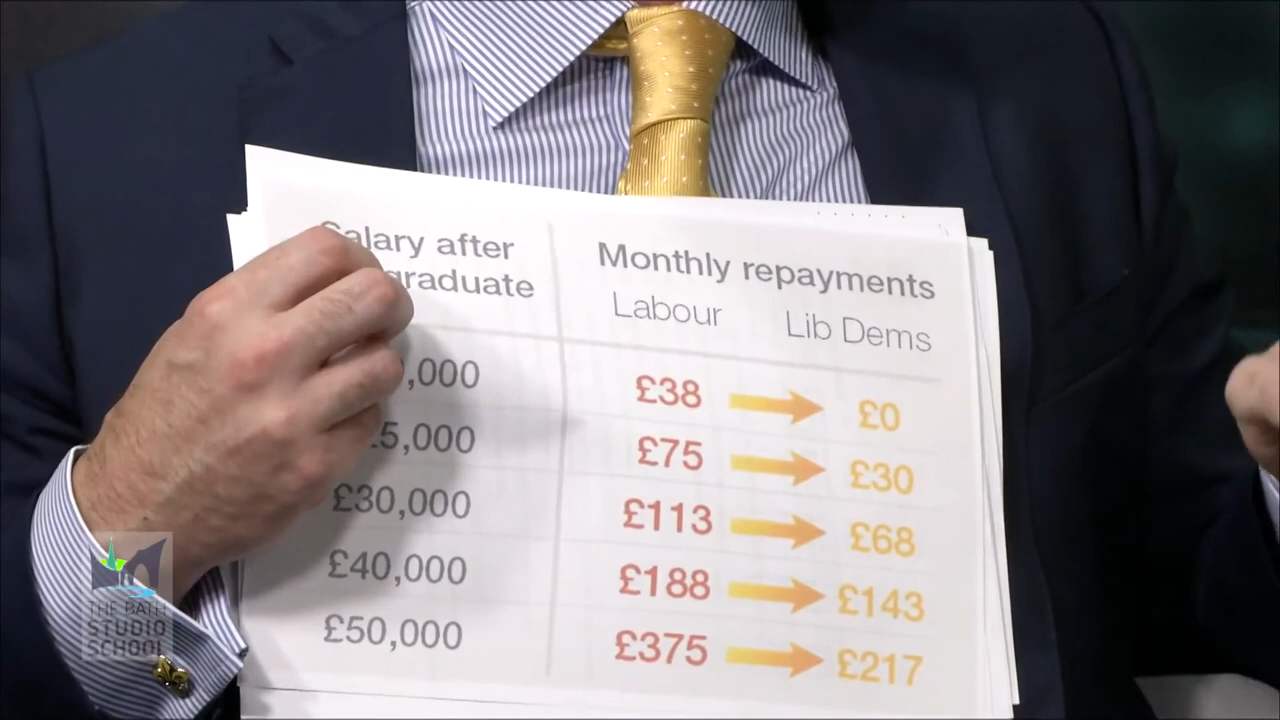 Salary after
graduate
Monthly repayments
Labour Lib Dems
,000 £38 £0
5,000 £75 £30
£30,000 £113 £68
£40,000 £188 £143
£50,000 £375 £217
THE BATH
STUDIO
SCHOOL